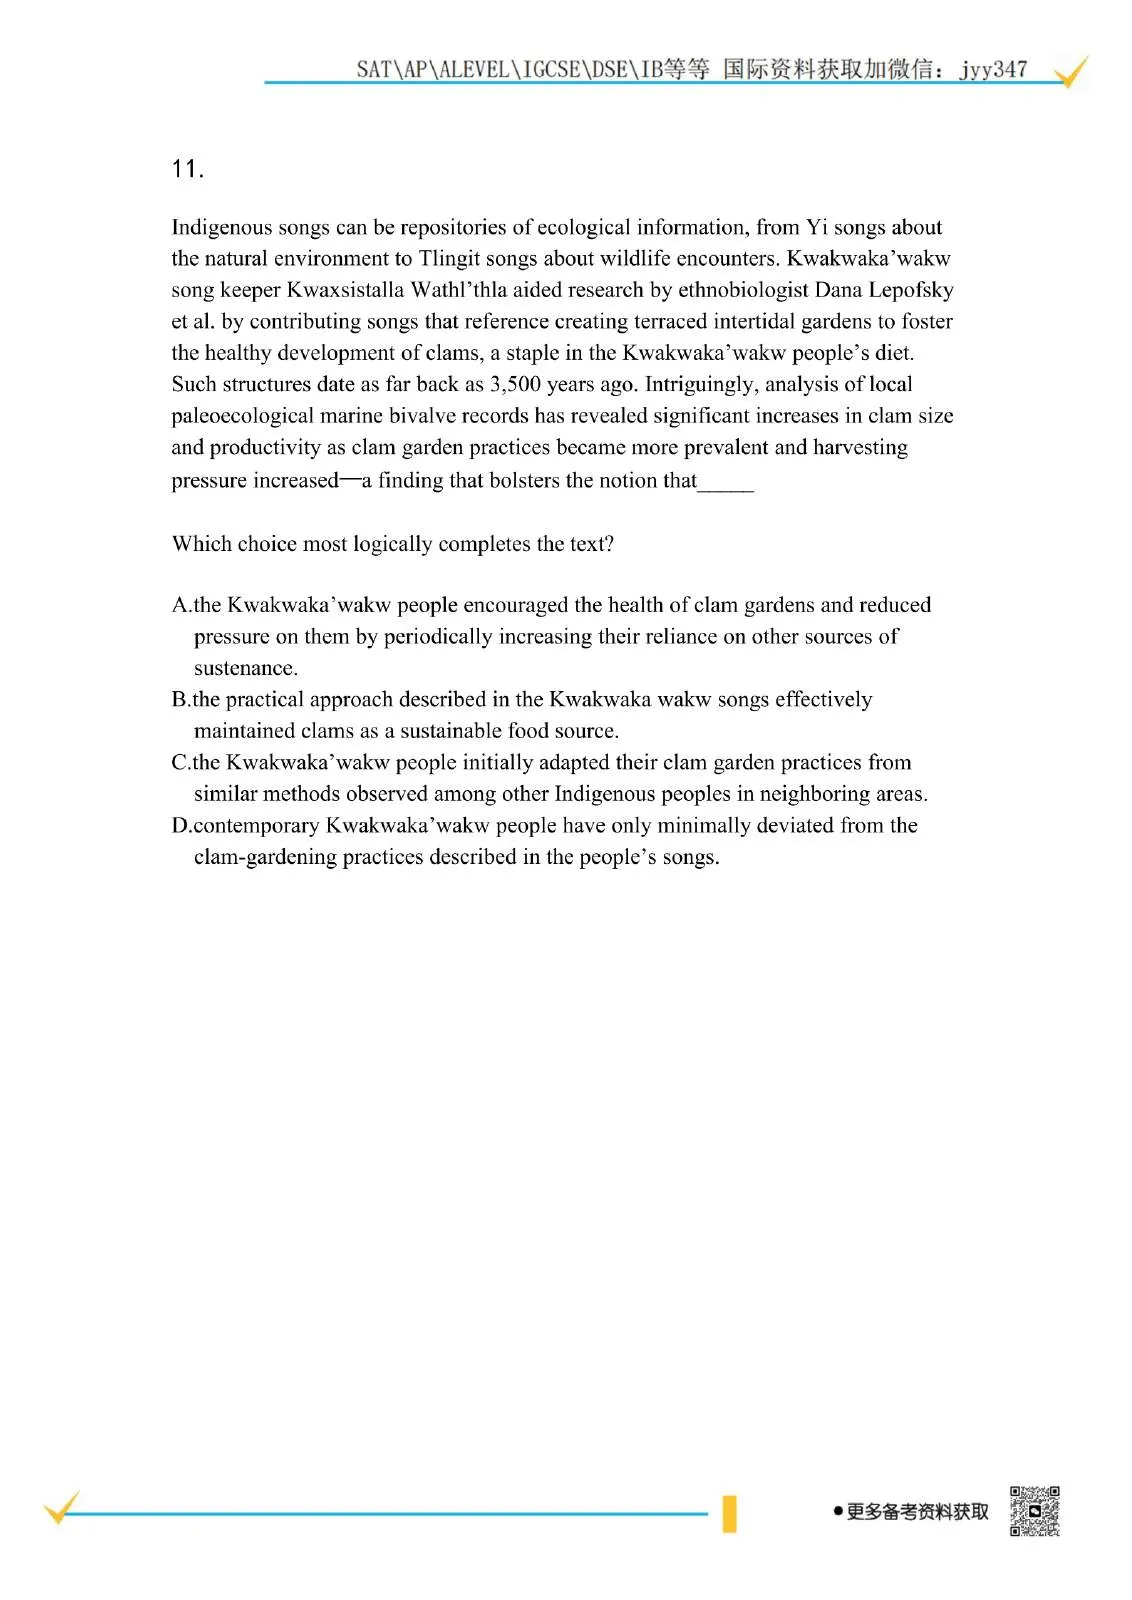 SAT\AP\ALEVEL\IGCSE\DSE\IB等等 国际资料获取加微信：jyy347
11.
Indigenous songs can be repositories of ecological information, from Yi songs about
the natural environment to Tlingit songs about wildlife encounters. Kwakwaka’wakw
song keeper Kwaxsistalla Wathl’thla aided research by ethnobiologist Dana Lepofsky
et al. by contributing songs that reference creating terraced intertidal gardens to foster
the healthy development of clams, a staple in the Kwakwaka’wakw people’s diet.
Such structures date as far back as 3,500 years ago. Intriguingly, analysis of local
paleoecological marine bivalve records has revealed significant increases in clam size
and productivity as clam garden practices became more prevalent and harvesting
pressure increased—a finding that bolsters the notion that_____
Which choice most logically completes the text?
A.the Kwakwaka’wakw people encouraged the health of clam gardens and reduced
pressure on them by periodically increasing their reliance on other sources of
sustenance.
B.the practical approach described in the Kwakwaka wakw songs effectively
maintained clams as a sustainable food source.
C.the Kwakwaka’wakw people initially adapted their clam garden practices from
similar methods observed among other Indigenous peoples in neighboring areas.
D.contemporary Kwakwaka’wakw people have only minimally deviated from the
clam-gardening practices described in the people’s songs.
●更多备考资料获取